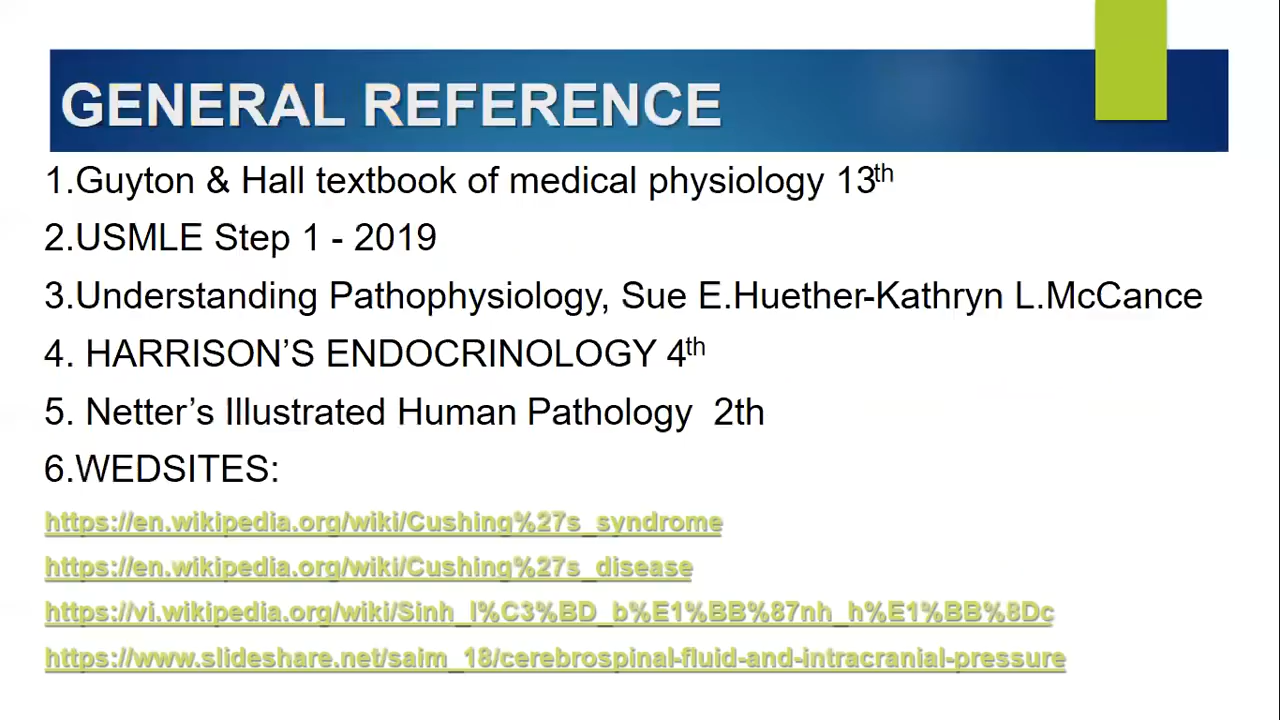 GENERAL REFERENCE
1.Guyton & Hall textbook of medical physiology 13th
2.USMLE Step 1 - 2019
3.Understanding Pathophysiology, Sue E.Huether-Kathryn L.McCance
4. HARRISON’S ENDOCRINOLOGY 4th
5. Netter’s Illustrated Human Pathology  2th
6.WEDSITES:
https://en.wikipedia.org/wiki/Cushing%27s_syndrome
https://en.wikipedia.org/wiki/Cushing%27s_disease
https://vi.wikipedia.org/wiki/Sinh_l%C3%BD_b%E1%BB%87nh_h%E1%BB%8Dc
https://www.slideshare.net/saim_18/cerebrospinal-fluid-and-intracranial-pressure